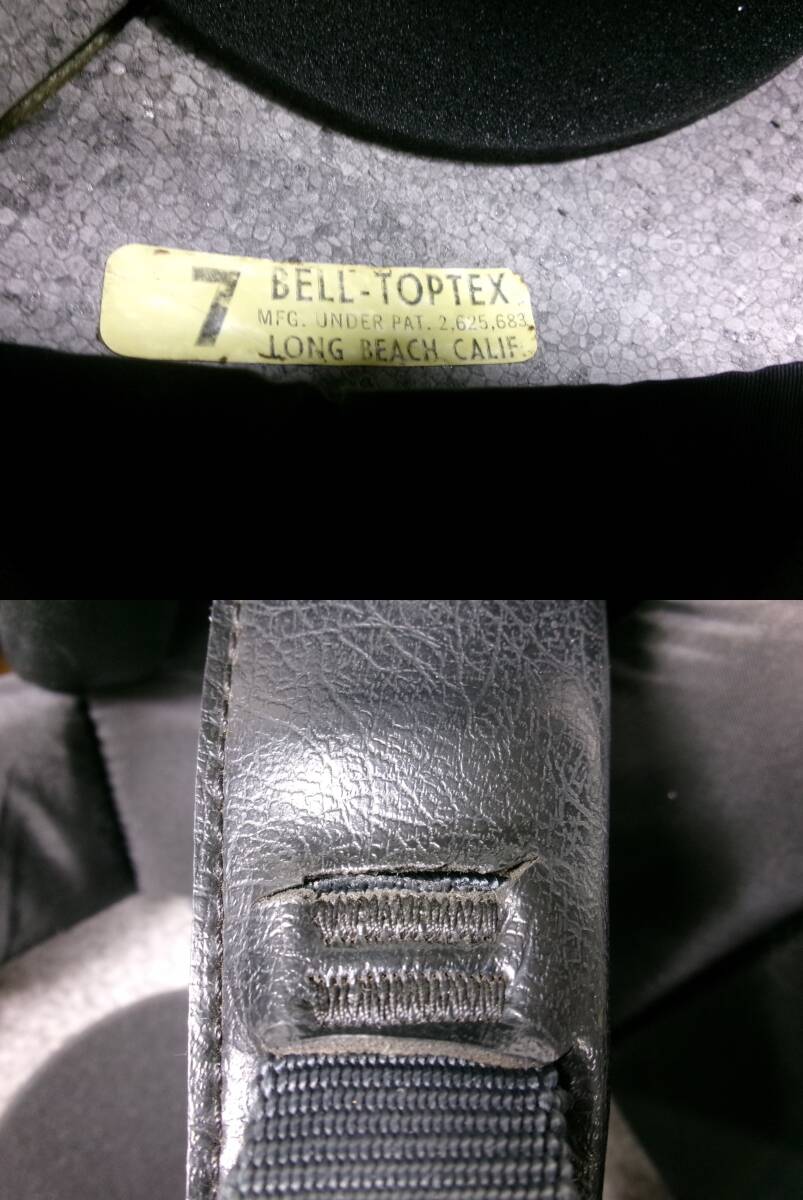 7 BELL-TOPTEX
MFG. UNDER PAT. 2,625,683
LONG BEACH, CALIF.